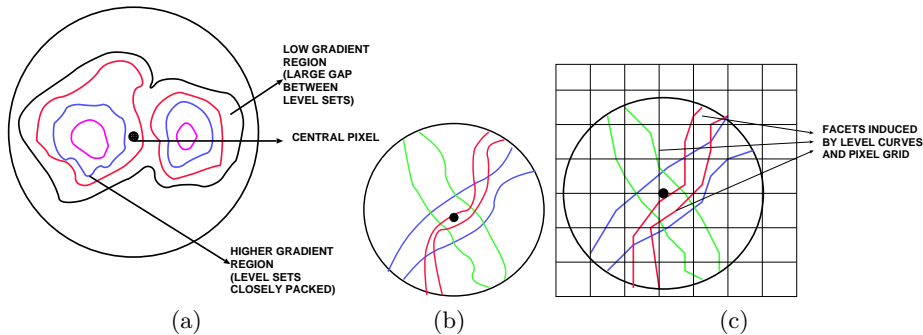 LOW GRADIENT
REGION
(LARGE GAP
BETWEEN
LEVEL SETS)
CENTRAL PIXEL
HIGHER GRADIENT
REGION
(LEVEL SETS
CLOSELY PACKED)
(a)
(b)
FACETS INDUCED
BY LEVEL CURVES
AND PIXEL GRID
(c)